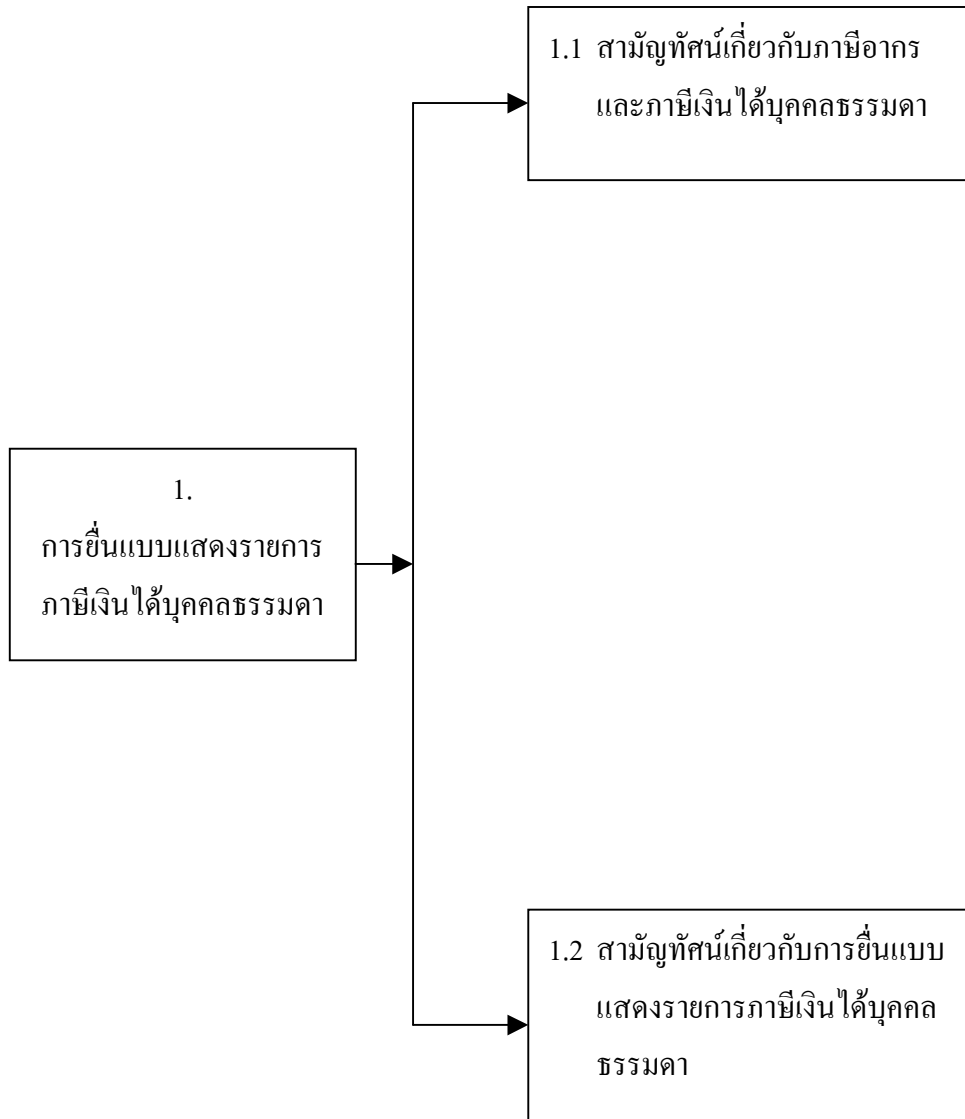 1.1 สามัญทัศน์เกี่ยวกับภาษีอากร
และภาษีเงินได้บุคคลธรรมดา
1.
การยื่นแบบแสดงรายการ
ภาษีเงินได้บุคคลธรรมดา
1.2 สามัญทัศน์เกี่ยวกับการยื่นแบบ
แสดงรายการภาษีเงินได้บุคคล
ธรรมดา